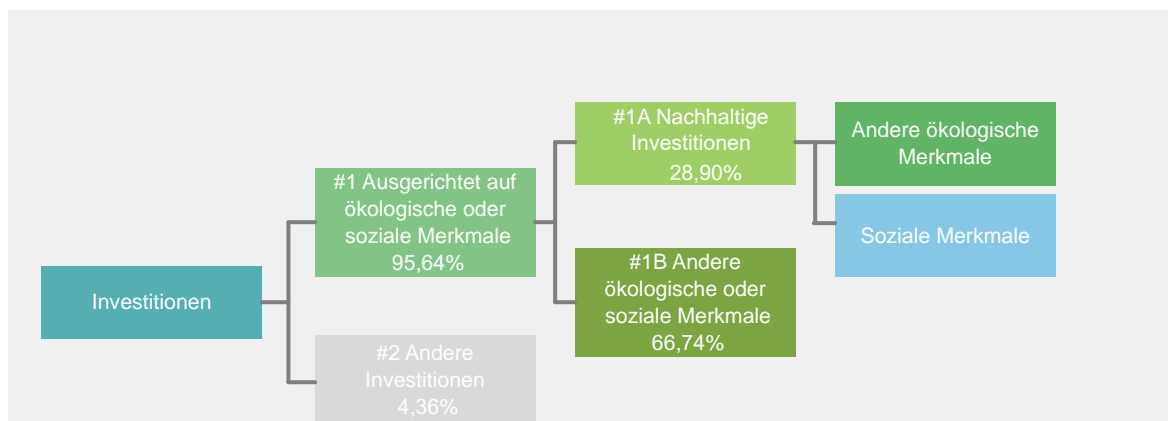 Investitionen
#1 Ausgerichtet auf
ökologische oder
soziale Merkmale
95,64%
#2 Andere
Investitionen
4,36%
#1A Nachhaltige
Investitionen
28,90%
#1B Andere
ökologische oder
soziale Merkmale
66,74%
Andere ökologische
Merkmale
Soziale Merkmale